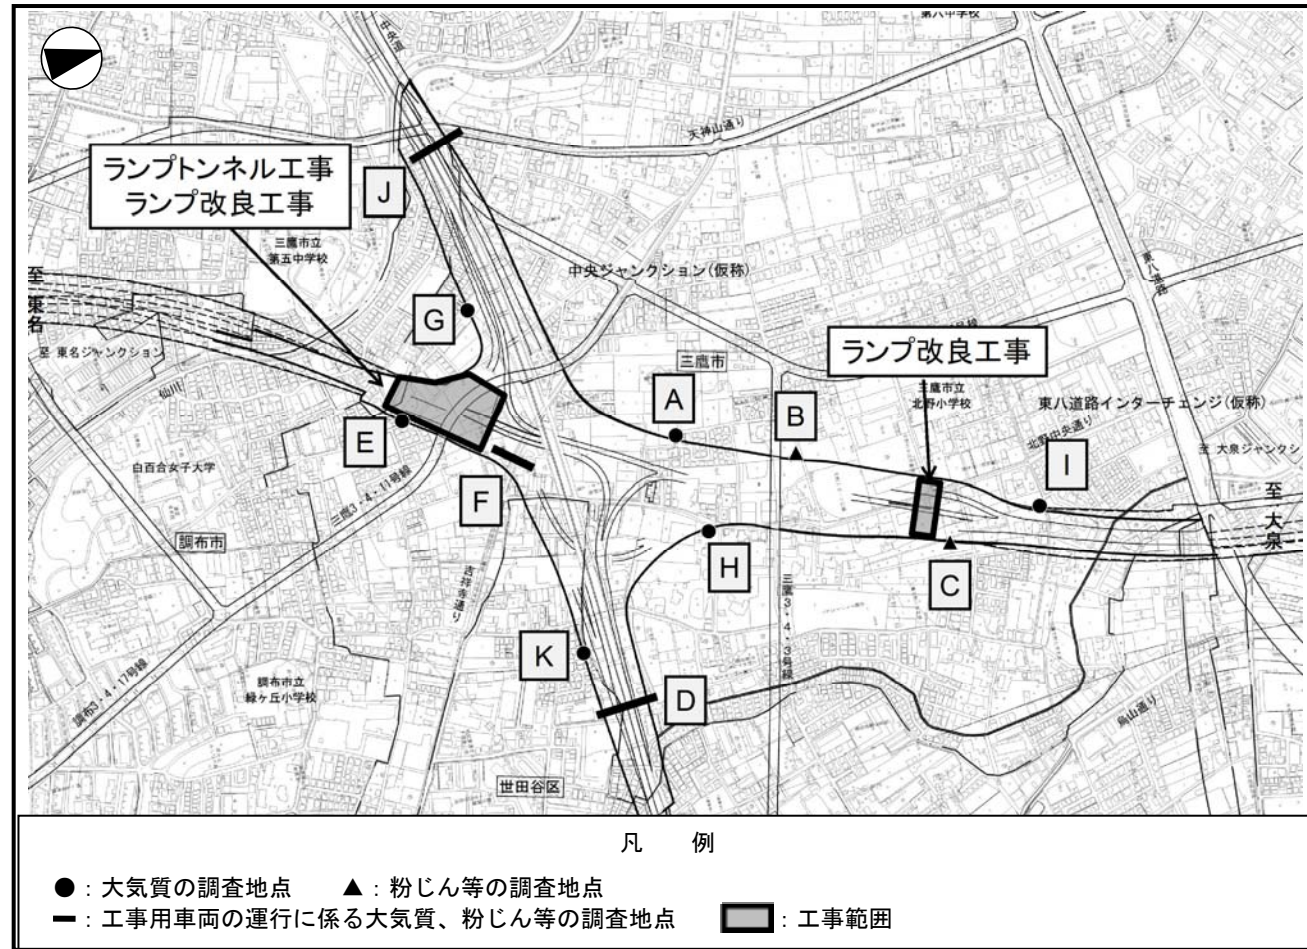 第六中学校
中央道
天神山通り
ランプトンネル工事
ランプ改良工事
J
三鷹市立
第五中学校
中央ジャンクション(仮称)
東八道路
至 東名
至 東名ジャンクション
G
三鷹市
ランプ改良工事
仙川
A
B
三鷹市立
北野小学校
東八道路インターチェンジ(仮称)
北野中央通り
E
I
至 大泉ジャンクシ
白百合女子大学
三鷹3・4・11号線
F
至 大泉
調布市
H
C
吉祥寺通り
三鷹3・4・3号線
K
調布市立
緑ヶ丘小学校
D
調布3・4・17号線
烏山通り
世田谷区
凡 例
●：大気質の調査地点 ▲：粉じん等の調査地点
━：工事用車両の運行に係る大気質、粉じん等の調査地点 ：工事範囲